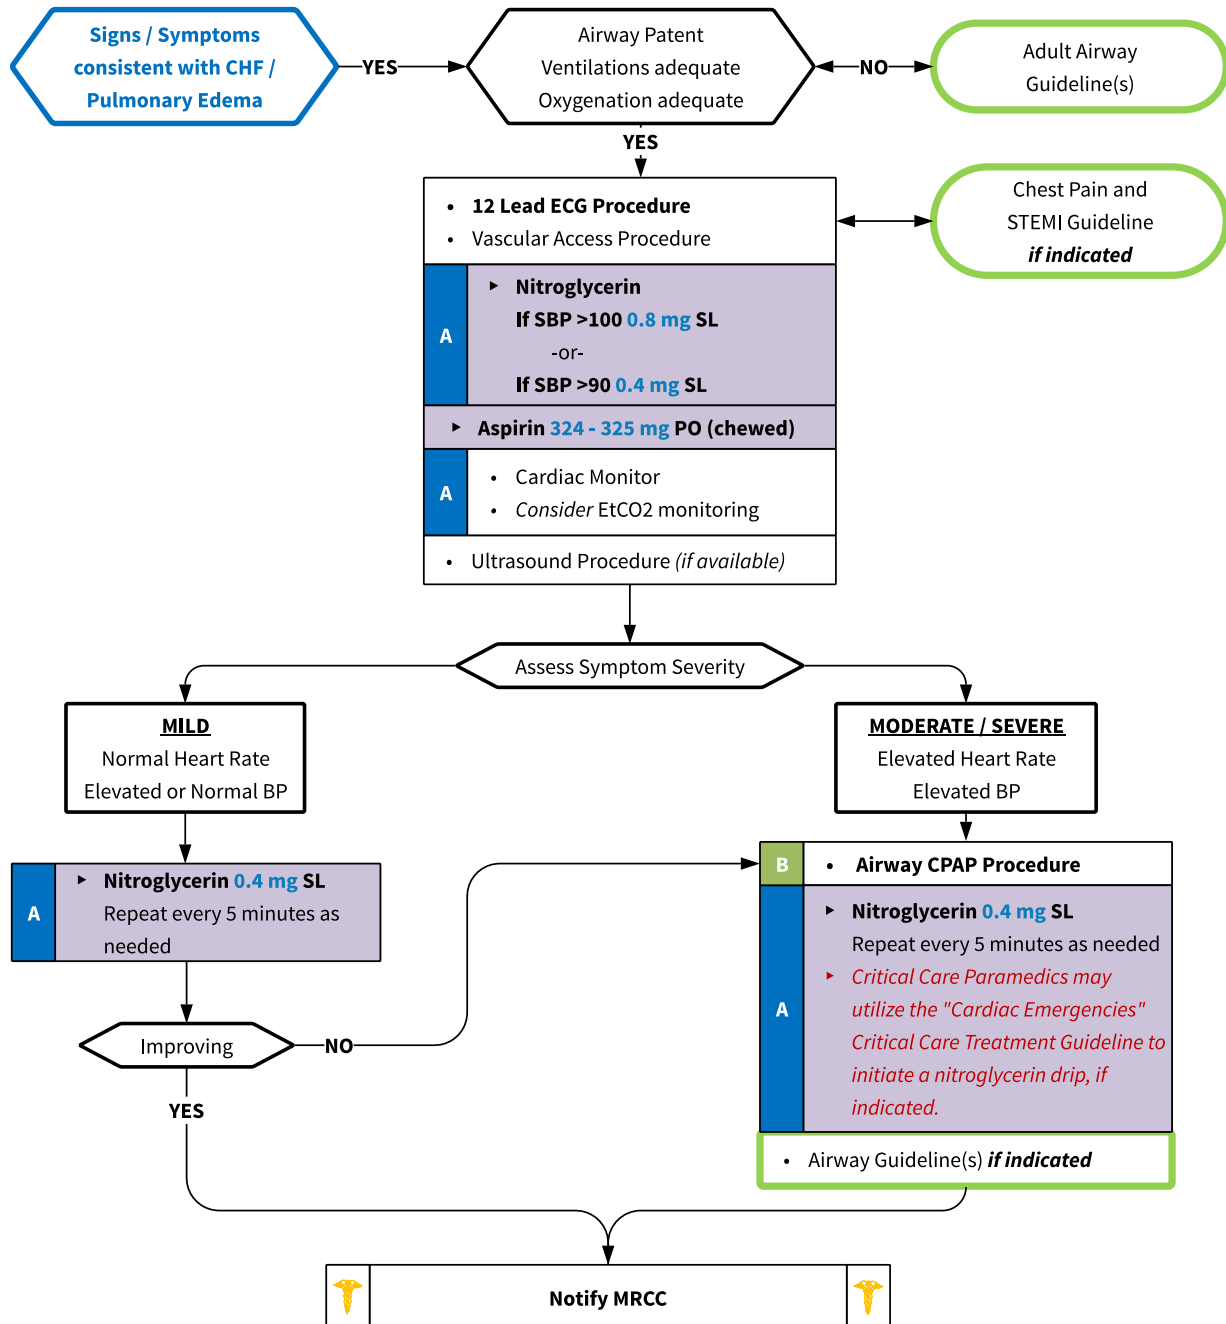 Signs / Symptoms
consistent with CHF /
Pulmonary Edema
YES
Airway Patent
Ventilations adequate
Oxygenation adequate
NO
Adult Airway
Guideline(s)
YES
• 12 Lead ECG Procedure
• Vascular Access Procedure
Chest Pain and
STEMI Guideline
if indicated
A
▸ Nitroglycerin
If SBP >100 0.8 mg SL
-or-
If SBP >90 0.4 mg SL
▸ Aspirin 324 - 325 mg PO (chewed)
A
• Cardiac Monitor
• Consider EtCO2 monitoring
• Ultrasound Procedure (if available)
Assess Symptom Severity
MILD
Normal Heart Rate
Elevated or Normal BP
MODERATE / SEVERE
Elevated Heart Rate
Elevated BP
A
▸ Nitroglycerin 0.4 mg SL
Repeat every 5 minutes as
needed
Improving
NO
YES
B
• Airway CPAP Procedure
A
▸ Nitroglycerin 0.4 mg SL
Repeat every 5 minutes as needed
▸ Critical Care Paramedics may
utilize the "Cardiac Emergencies"
Critical Care Treatment Guideline to
initiate a nitroglycerin drip, if
indicated.
• Airway Guideline(s) if indicated
Notify MRCC